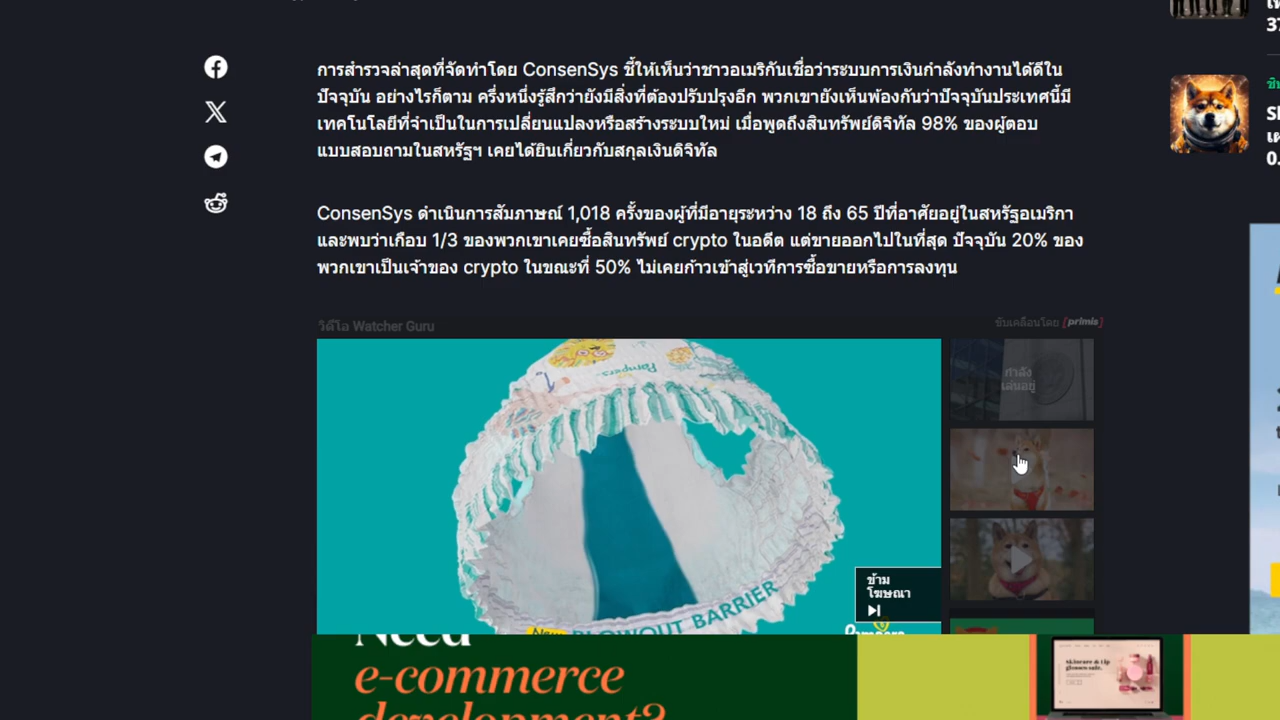 การสำรวจล่าสุดที่จัดทำโดย ConsenSys ชี้ให้เห็นว่าชาวอเมริกันเชื่อว่าระบบการเงินกำลังทำงานได้ดีใน
ปัจจุบัน อย่างไรก็ตาม ครึ่งหนึ่งรู้สึกว่ายังมีสิ่งที่ต้องปรับปรุงอีก พวกเขายังเห็นพ้องกันว่าปัจจุบันประเทศนี้มี
เทคโนโลยีที่จำเป็นในการเปลี่ยนแปลงหรือสร้างระบบใหม่ เมื่อพูดถึงสินทรัพย์ดิจิทัล 98% ของผู้ตอบ
แบบสอบถามในสหรัฐฯ เคยได้ยินเกี่ยวกับสกุลเงินดิจิทัล
ConsenSys ดำเนินการสัมภาษณ์ 1,018 ครั้งของผู้ที่มีอายุระหว่าง 18 ถึง 65 ปีที่อาศัยอยู่ในสหรัฐอเมริกา
และพบว่าเกือบ 1/3 ของพวกเขาเคยซื้อสินทรัพย์ crypto ในอดีต แต่ขายออกไปในที่สุด ปัจจุบัน 20% ของ
พวกเขาเป็นเจ้าของ crypto ในขณะที่ 50% ไม่เคยก้าวเข้าสู่เวทีการซื้อขายหรือการลงทุน
วิดีโอ Watcher Guru
ขับเคลื่อนโดย [primis]
กำลัง
เล่นอยู่
Pampers
New BLOWOUT BARRIER
ข้าม
โฆษณา
Pampers
Need
e-commerce
development?
Skincare & Lip
glosses sale.